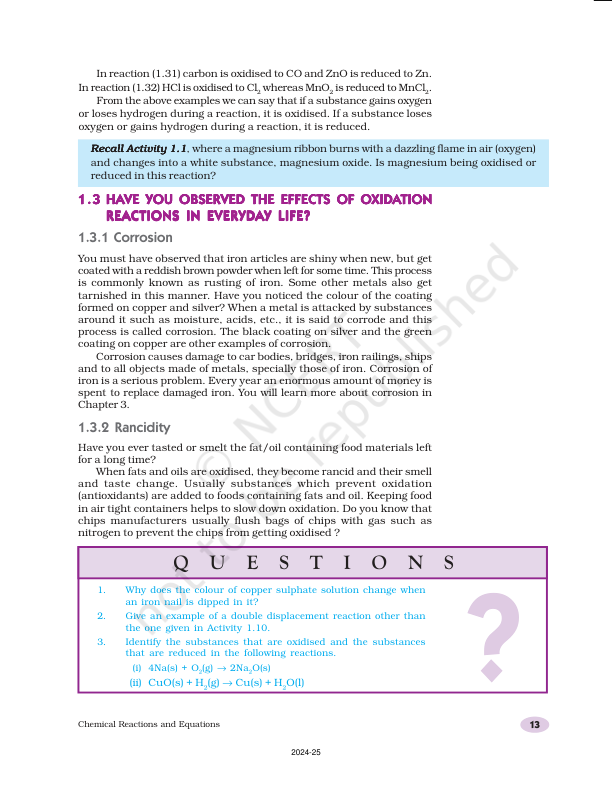 In reaction (1.31) carbon is oxidised to CO and ZnO is reduced to Zn.
In reaction (1.32) HCl is oxidised to Cl₂ whereas MnO₂ is reduced to MnCl₂.
From the above examples we can say that if a substance gains oxygen
or loses hydrogen during a reaction, it is oxidised. If a substance loses
oxygen or gains hydrogen during a reaction, it is reduced.
Recall Activity 1.1, where a magnesium ribbon burns with a dazzling flame in air (oxygen)
and changes into a white substance, magnesium oxide. Is magnesium being oxidised or
reduced in this reaction?
1.3 HAVE YOU OBSERVED THE EFFECTS OF OXIDATION
REACTIONS IN EVERYDAY LIFE?
1.3.1 Corrosion
You must have observed that iron articles are shiny when new, but get
coated with a reddish brown powder when left for some time. This process
is commonly known as rusting of iron. Some other metals also get
tarnished in this manner. Have you noticed the colour of the coating
formed on copper and silver? When a metal is attacked by substances
around it such as moisture, acids, etc., it is said to corrode and this
process is called corrosion. The black coating on silver and the green
coating on copper are other examples of corrosion.
Corrosion causes damage to car bodies, bridges, iron railings, ships
and to all objects made of metals, specially those of iron. Corrosion of
iron is a serious problem. Every year an enormous amount of money is
spent to replace damaged iron. You will learn more about corrosion in
Chapter 3.
1.3.2 Rancidity
Have you ever tasted or smelt the fat/oil containing food materials left
for a long time?
When fats and oils are oxidised, they become rancid and their smell
and taste change. Usually substances which prevent oxidation
(antioxidants) are added to foods containing fats and oil. Keeping food
in air tight containers helps to slow down oxidation. Do you know that
chips manufacturers usually flush bags of chips with gas such as
nitrogen to prevent the chips from getting oxidised ?
QUESTIONS
1. Why does the colour of copper sulphate solution change when
an iron nail is dipped in it?
2. Give an example of a double displacement reaction other than
the one given in Activity 1.10.
3. Identify the substances that are oxidised and the substances
that are reduced in the following reactions.
(i) 4Na(s) + O₂(g) → 2Na₂O(s)
(ii) CuO(s) + H₂(g) → Cu(s) + H₂O(l)
?
Chemical Reactions and Equations
13
2024-25
© NCERT
not to be republished